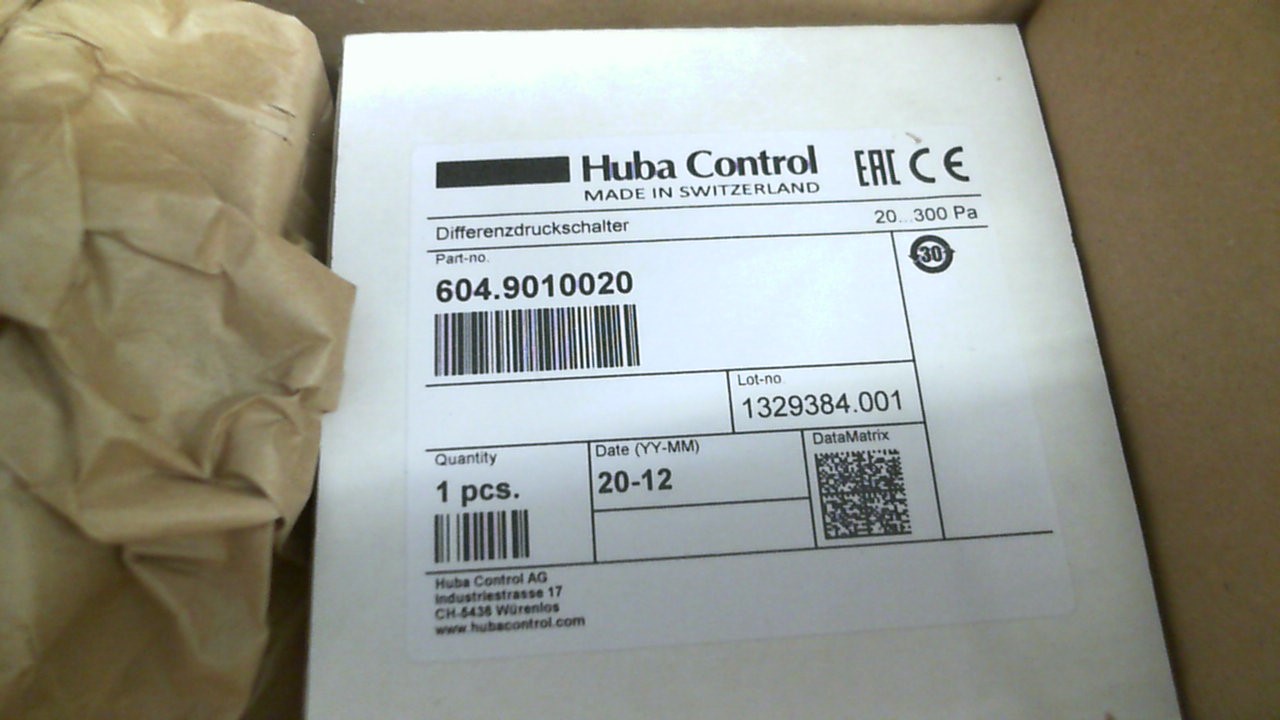 Huba Control
MADE IN SWITZERLAND
EAC CE
Differenzdruckschalter
20...300 Pa
Part-no.
604.9010020
30
Lot-no.
1329384.001
Quantity
1 pcs.
Date (YY-MM)
20-12
DataMatrix
Huba Control AG
Industriestrasse 17
CH-5436 Würenlos
www.hubacontrol.com